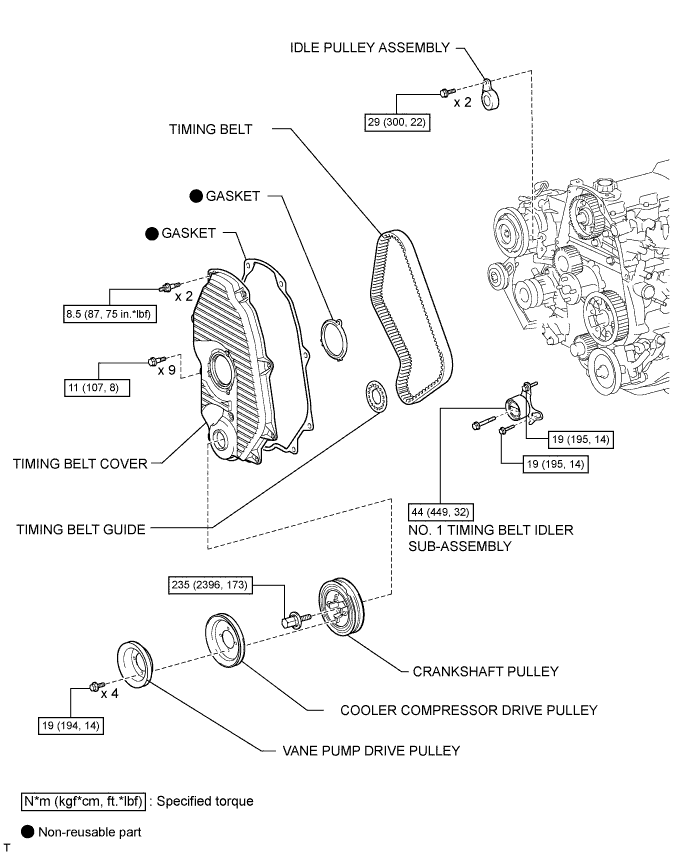 IDLE PULLEY ASSEMBLY
x 2
29 (300, 22)
TIMING BELT
GASKET
GASKET
x 2
8.5 (87, 75 in.*lbf)
x 9
11 (107, 8)
19 (195, 14)
19 (195, 14)
TIMING BELT COVER
44 (449, 32)
NO. 1 TIMING BELT IDLER
SUB-ASSEMBLY
TIMING BELT GUIDE
235 (2396, 173)
CRANKSHAFT PULLEY
x 4
COOLER COMPRESSOR DRIVE PULLEY
19 (194, 14)
VANE PUMP DRIVE PULLEY
N*m (kgf*cm, ft.*lbf) : Specified torque
Non-reusable part
T